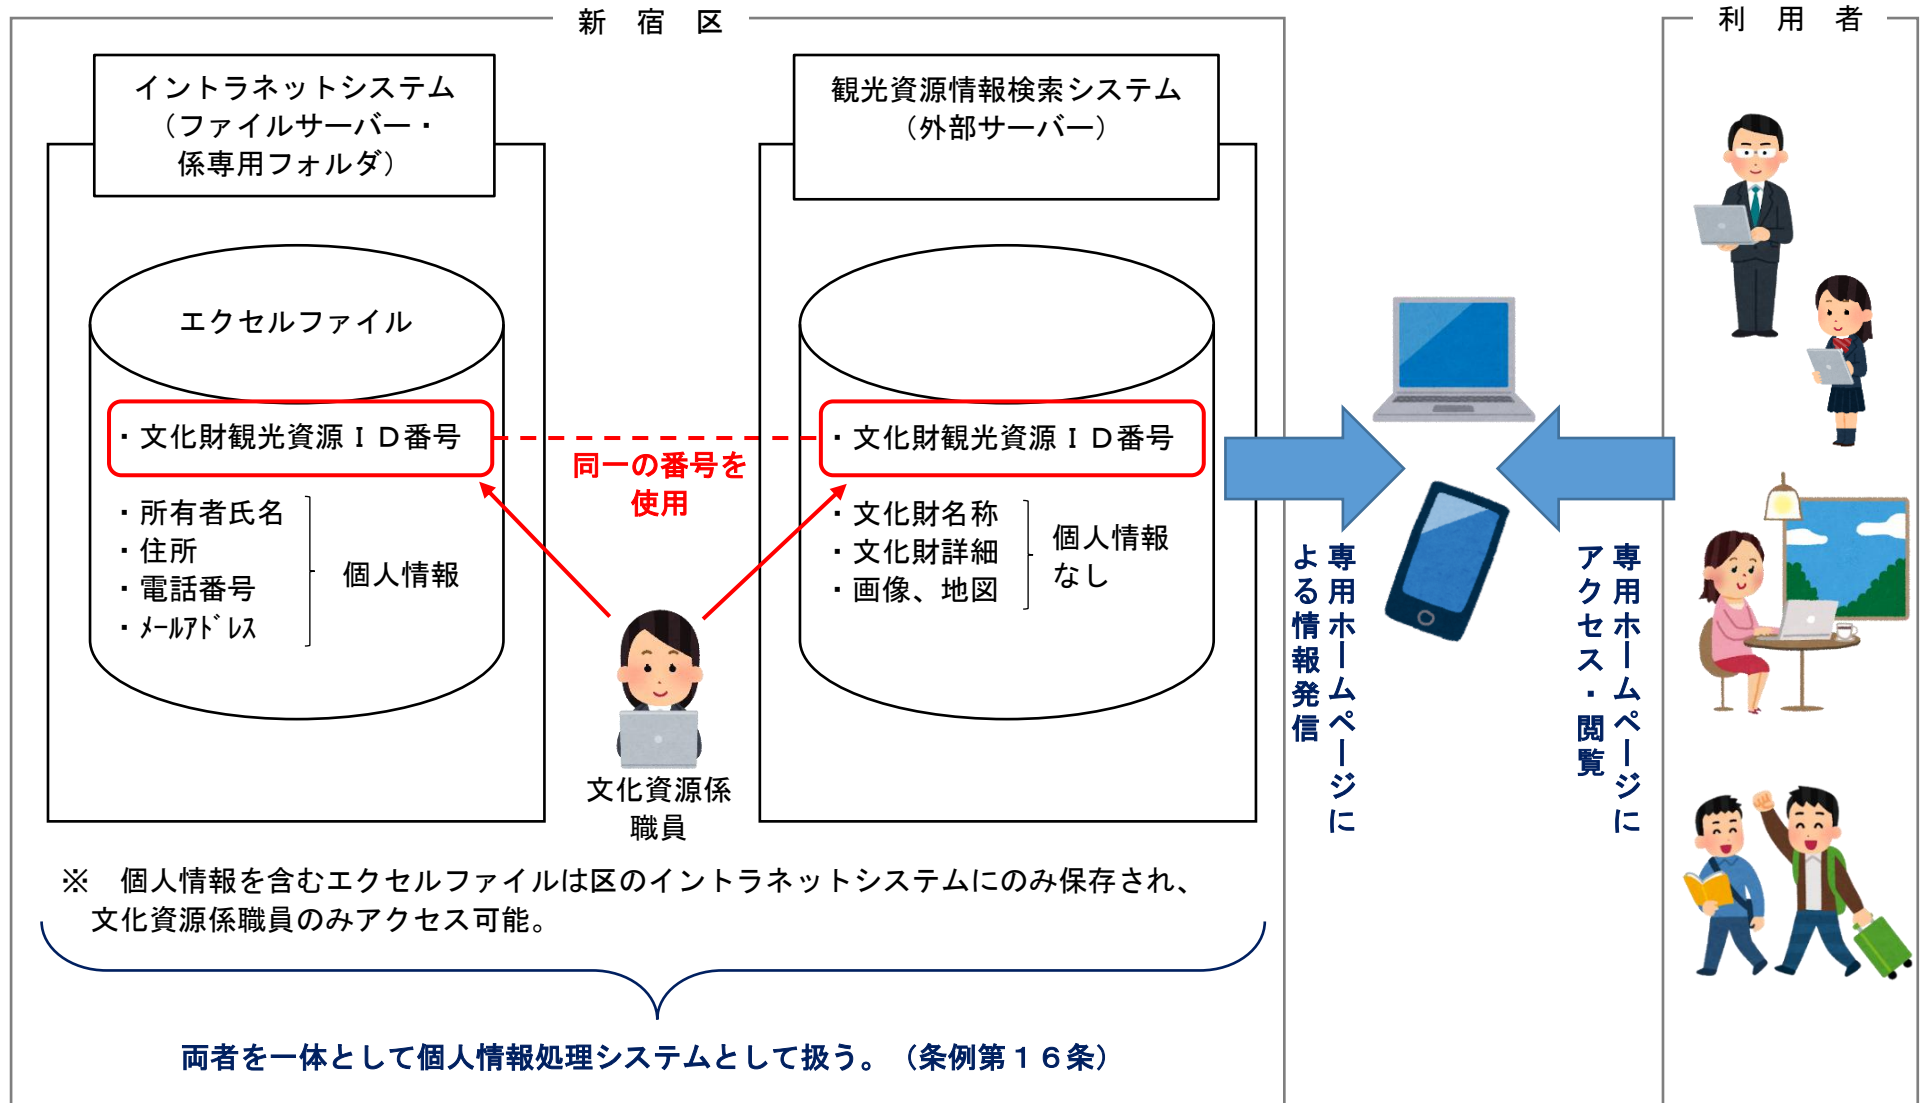 新 宿 区
イントラネットシステム
（ファイルサーバー・
係専用フォルダ）
エクセルファイル
・文化財観光資源ＩＤ番号
・所有者氏名
・住所
・電話番号
・ﾒｰﾙｱﾄﾞﾚｽ
個人情報
同一の番号を
使用
文化資源係
職員
観光資源情報検索システム
（外部サーバー）
・文化財観光資源ＩＤ番号
・文化財名称
・文化財詳細
・画像、地図
個人情報
なし
※　個人情報を含むエクセルファイルは区のイントラネットシステムにのみ保存され、
文化資源係職員のみアクセス可能。
両者を一体として個人情報処理システムとして扱う。（条例第１６条）
専用ホームページに
よる情報発信
専用ホームページに
アクセス・閲覧
利 用 者